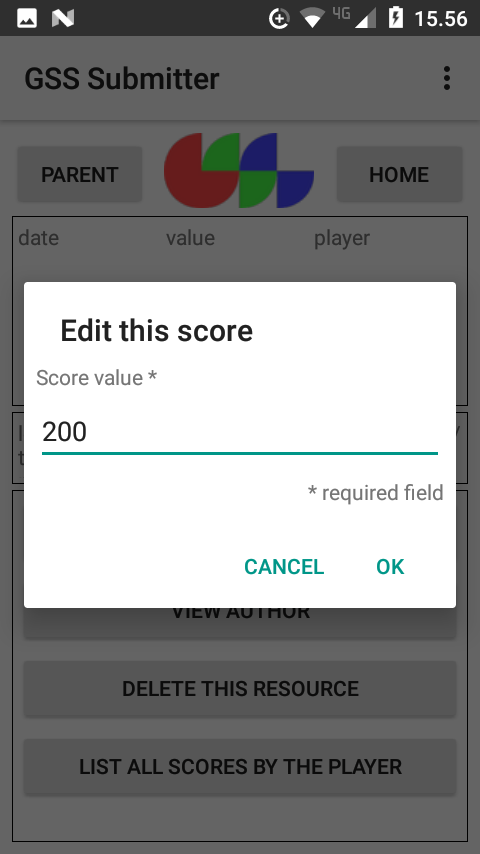 4G 15.56
GSS Submitter
PARENT
HOME
date value player
Edit this score
Score value *
200
* required field
CANCEL OK
VIEW AUTHOR
DELETE THIS RESOURCE
LIST ALL SCORES BY THE PLAYER